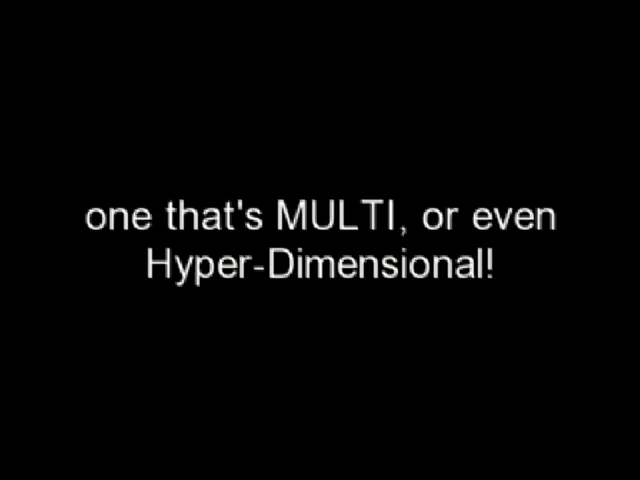 one that's MULTI, or even
Hyper-Dimensional!